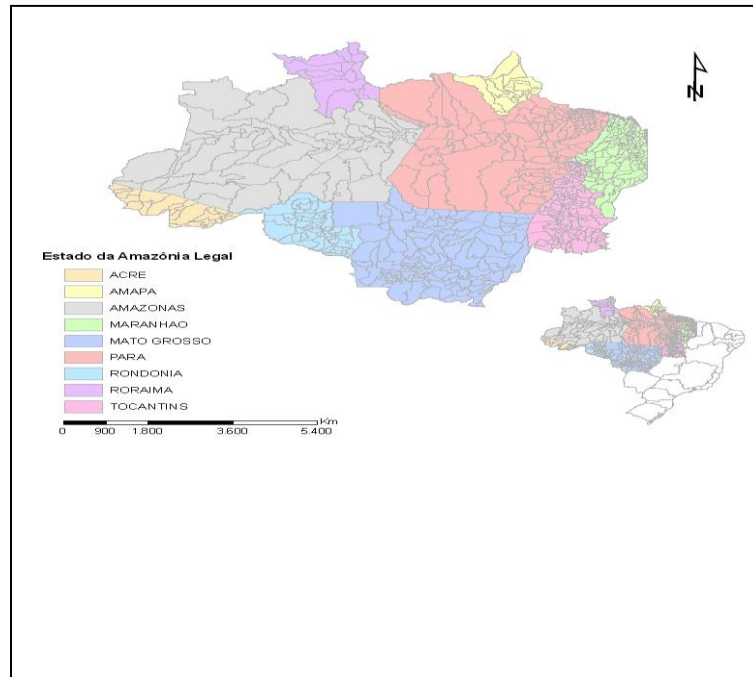 N
Estado da Amazônia Legal
ACRE
AMAPA
AMAZONAS
MARANHAO
MATO GROSSO
PARA
RONDONIA
RORAIMA
TOCANTINS
Km
0 900 1.800 3.600 5.400